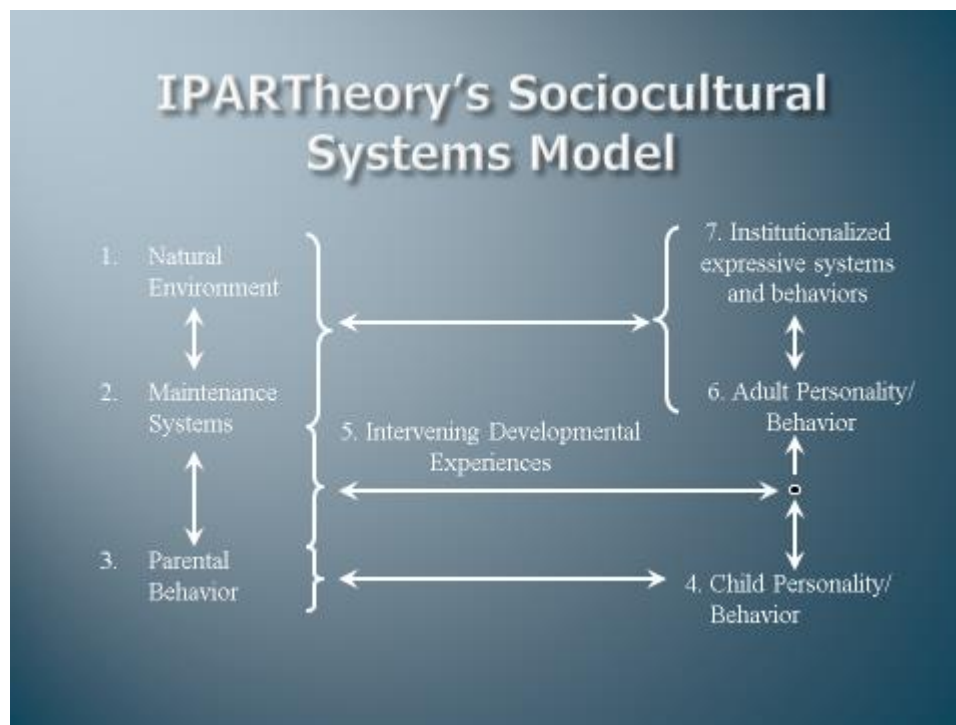 IPARTheory's Sociocultural
Systems Model
1. Natural
Environment
2. Maintenance
Systems
3. Parental
Behavior
5. Intervening Developmental
Experiences
7. Institutionalized
expressive systems
and behaviors
6. Adult Personality/
Behavior
4. Child Personality/
Behavior